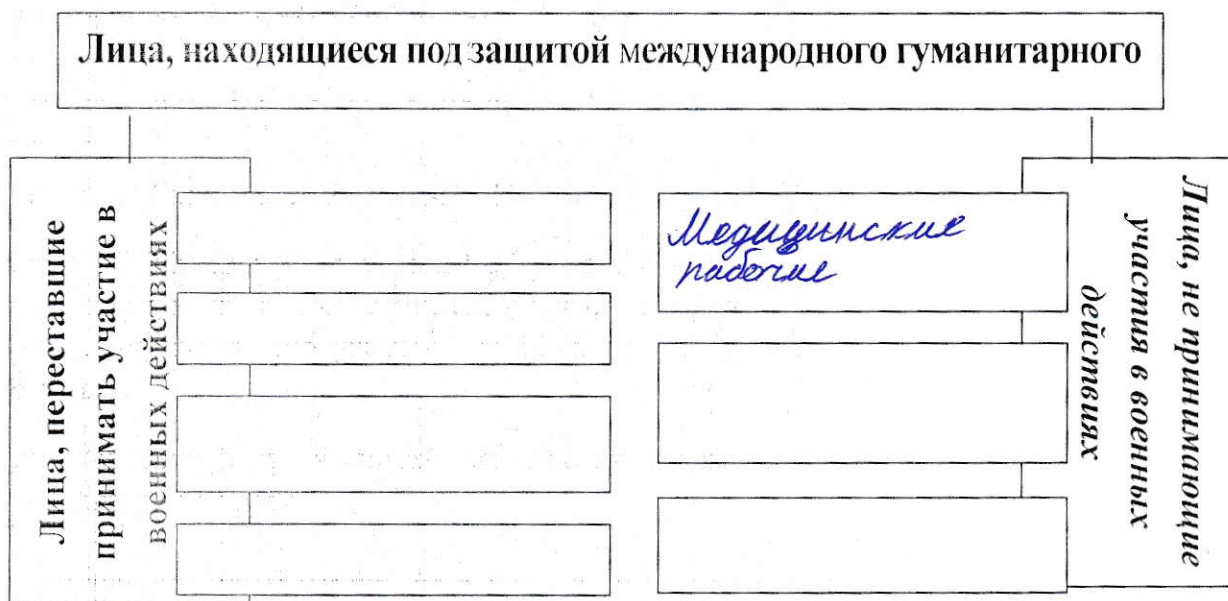 Лица, находящиеся под защитой международного гуманитарного
Лица, переставшие
принимать участие в
военных действиях
Медицинские
рабочие
Лица, не принимающие
участия в военных
действиях